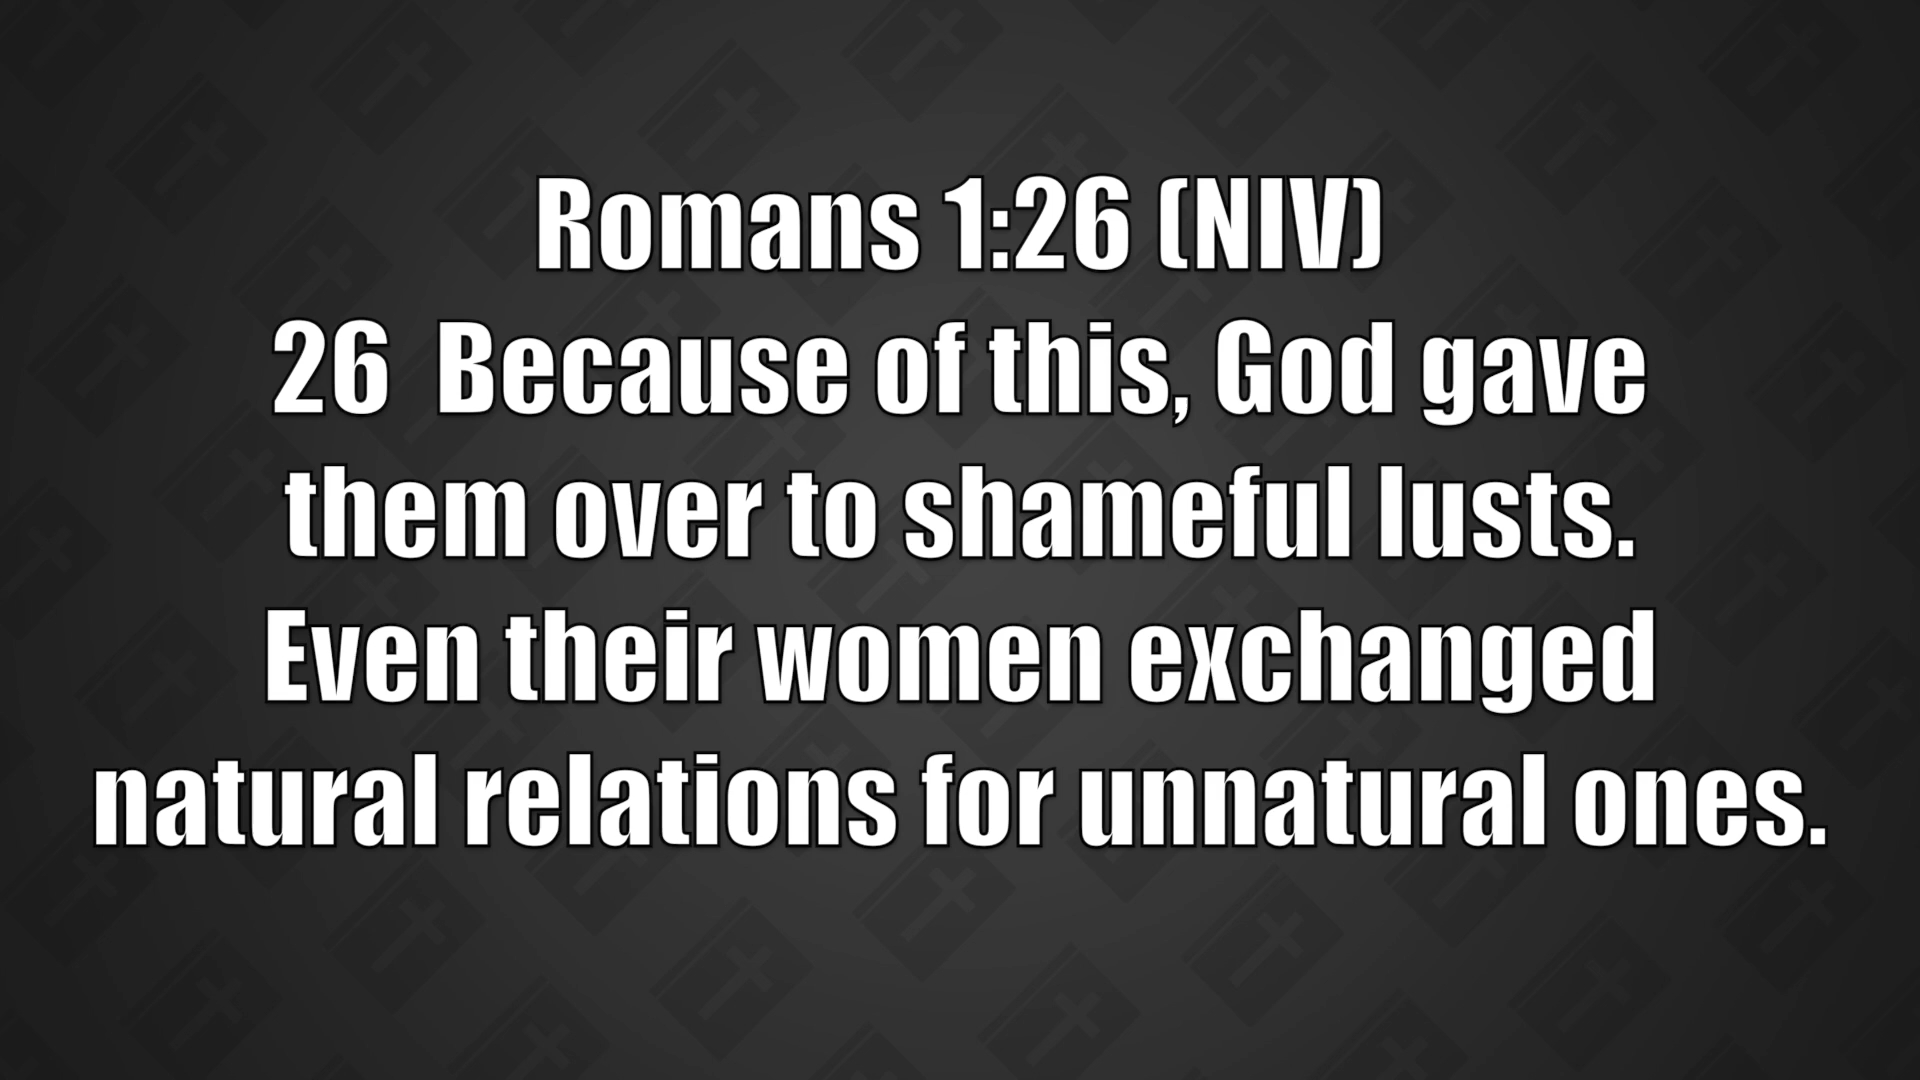 Romans 1:26 (NIV)
26  Because of this, God gave
them over to shameful lusts.
Even their women exchanged
natural relations for unnatural ones.